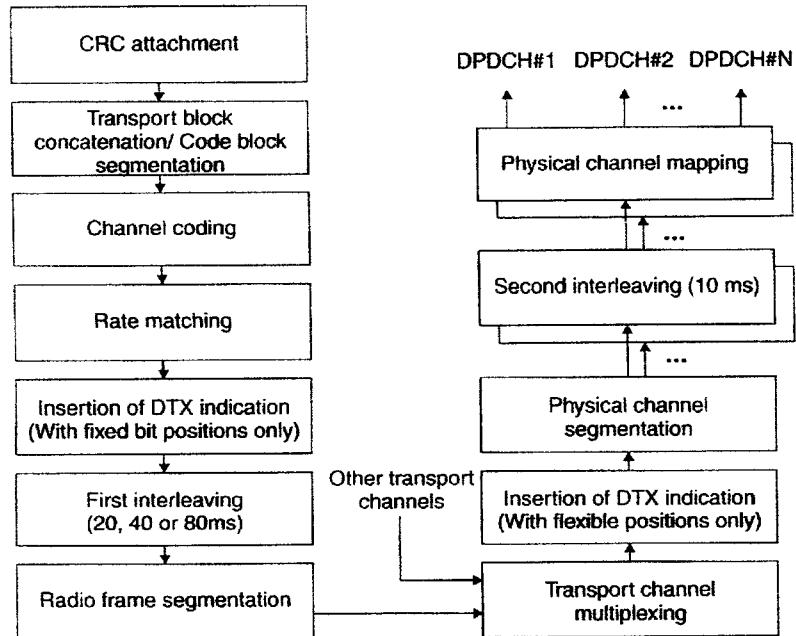 CRC attachment
Transport block
concatenation/ Code block
segmentation
Channel coding
Rate matching
Insertion of DTX indication
(With fixed bit positions only)
First interleaving
(20, 40 or 80ms)
Radio frame segmentation
Other transport
channels
DPDCH#1 DPDCH#2 DPDCH#N
...
Physical channel mapping
...
Second interleaving (10 ms)
...
Physical channel
segmentation
Insertion of DTX indication
(With flexible positions only)
Transport channel
multiplexing